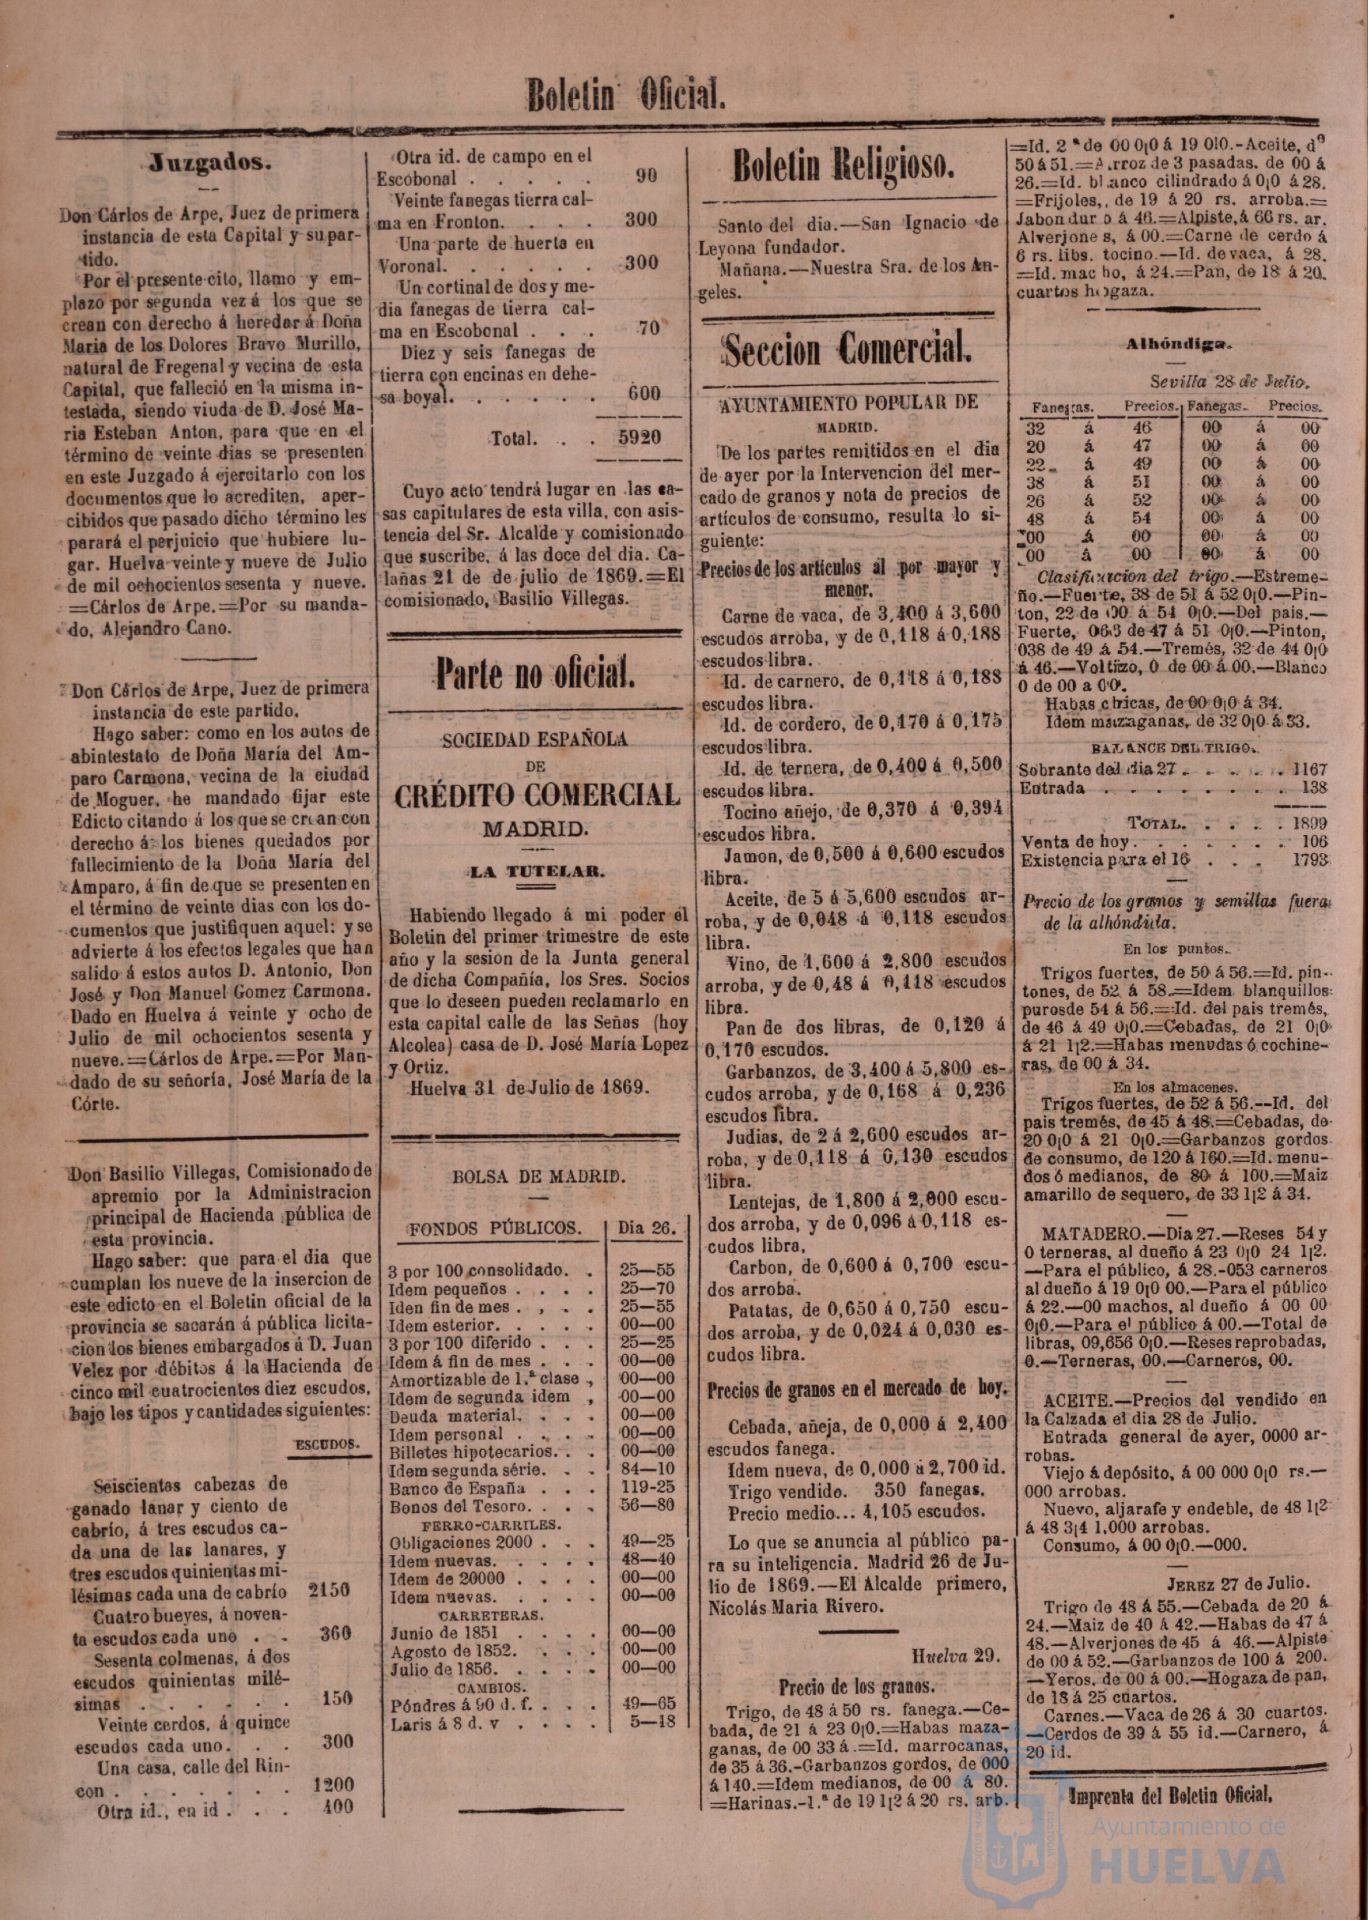 Boletin Oficial.
Juzgados.
Don Cárlos de Arpe, Juez de primera
instancia de esta Capital y su par-
tido.
Por el presente cito, llamo y em-
plazo por segunda vez á los que se
crean con derecho á heredar á Doña
Maria de los Dolores Bravo Murillo,
natural de Fregenal y vecina de esta
Capital, que falleció en la misma in-
testada, siendo viuda de D. José Ma-
ria Esteban Anton, para que en el
término de veinte dias se presenten
en este Juzgado á ejercitarlo con los
documentos que lo acrediten, aper-
cibidos que pasado dicho término les
parará el perjuicio que hubiere lu-
gar. Huelva veinte y nueve de Julio
de mil ochocientos sesenta y nueve.
=Cárlos de Arpe.=Por su manda-
do, Alejandro Cano.
Don Cárlos de Arpe, Juez de primera
instancia de este partido.
Hago saber: como en los autos de
abintestato de Doña María del Am-
paro Carmona, vecina de la ciudad
de Moguer, he mandado fijar este
Edicto citando á los que se crean con
derecho á los bienes quedados por
fallecimiento de la Doña María del
Amparo, á fin de que se presenten en
el término de veinte dias con los do-
cumentos que justifiquen aquel: y se
advierte á los efectos legales que han
salido á estos autos D. Antonio, Don
José y Don Manuel Gomez Carmona.
Dado en Huelva á veinte y ocho de
Julio de mil ochocientos sesenta y
nueve.=Cárlos de Arpe.=Por Man-
dado de su señoría, José María de la
Córte.
Don Basilio Villegas, Comisionado de
apremio por la Administracion
principal de Hacienda pública de
esta provincia.
Hago saber: que para el dia que
cumplan los nueve de la insercion de
este edicto en el Boletin oficial de la
provincia se sacarán á pública licita-
cion los bienes embargados á D. Juan
Velez por débitos á la Hacienda de
cinco mil cuatrocientos diez escudos,
bajo los tipos y cantidades siguientes:
ESCUDOS.
Seiscientas cabezas de
ganado lanar y ciento de
cabrío, á tres escudos ca-
da una de las lanares, y
tres escudos quinientas mi-
lésimas cada una de cabrío 2150
Cuatro bueyes, á noven-
ta escudos cada uno . . 360
Sesenta colmenas, á dos
escudos quinientas milé-
simas . . . . . . 150
Veinte cerdos, á quince
escudos cada uno. . . 300
Una casa, calle del Rin-
con . . . . . . . 1200
Otra id., en id . . . 400
Otra id. de campo en el
Escobonal . . . . . 90
Veinte fanegas tierra cal-
ma en Fronton. . . . 300
Una parte de huerta en
Voronal. . . . . . 300
Un cortinal de dos y me-
dia fanegas de tierra cal-
ma en Escobonal . . . 70
Diez y seis fanegas de
tierra con encinas en dehe-
sa boyal. . . . . . 600
Total. . . 5920
Cuyo acto tendrá lugar en las ca-
sas capitulares de esta villa, con asis-
tencia del Sr. Alcalde y comisionado
que suscribe, á las doce del dia. Ca-
lañas 21 de de julio de 1869.=El
comisionado, Basilio Villegas.
Parte no oficial.
SOCIEDAD ESPAÑOLA
DE
CRÉDITO COMERCIAL
MADRID.
LA TUTELAR.
Habiendo llegado á mi poder el
Boletin del primer trimestre de este
año y la sesión de la Junta general
de dicha Compañía, los Sres. Socios
que lo deseen pueden reclamarlo en
esta capital calle de las Señas (hoy
Alcolea) casa de D. José María Lopez
y Ortiz.
Huelva 31 de Julio de 1869.
BOLSA DE MADRID.
FONDOS PÚBLICOS. Dia 26.
3 por 100 consolidado. . 25—55
Idem pequeños . . . . 25—70
Iden fin de mes . . . . 25—55
Idem esterior. . . . . 00—00
3 por 100 diferido . . . 25—25
Idem á fin de mes . . . 00—00
Amortizable de 1.ª clase . 00—00
Idem de segunda idem , 00—00
Deuda material. . . . 00—00
Idem personal . . . . 00—00
Billetes hipotecarios. . . 00—00
Idem segunda série. . . 84—10
Banco de España . . . 119-25
Bonos del Tesoro. . . . 56—80
FERRO-CARRILES.
Obligaciones 2000 . . . 49—25
Idem nuevas. . . . . 48—40
Idem de 20000 . . . . 00—00
Idem nuevas. . . . . 00—00
CARRETERAS.
Junio de 1851 . . . . 00—00
Agosto de 1852. . . . . 00—00
Julio de 1856. . . . . 00—00
CAMBIOS.
Póndres á 90 d. f. . . . 49—65
Laris á 8 d. v . . . . 5—18
Boletin Religioso.
Santo del dia.—San Ignacio de
Leyona fundador.
Mañana.—Nuestra Sra. de los An-
geles.
Seccion Comercial.
AYUNTAMIENTO POPULAR DE
MADRID.
De los partes remitidos en el dia
de ayer por la Intervencion del mer-
cado de granos y nota de precios de
artículos de consumo, resulta lo si-
guiente:
Precios de los artículos al por mayor y
menor.
Carne de vaca, de 3,400 á 3,600
escudos arroba, y de 0,118 á 0,188
escudos libra.
Id. de carnero, de 0,118 á 0,188
escudos libra.
Id. de cordero, de 0,170 á 0,175
escudos libra.
Id. de ternera, de 0,400 á 0,500
escudos libra.
Tocino añejo, de 0,370 á 0,394
escudos libra.
Jamon, de 0,500 á 0,600 escudos
libra.
Aceite, de 5 á 5,600 escudos ar-
roba, y de 0,048 á 0,118 escudos
libra.
Vino, de 1,600 á 2,800 escudos
arroba, y de 0,48 á 0,118 escudos
libra.
Pan de dos libras, de 0,120 á
0,170 escudos.
Garbanzos, de 3,400 á 5,800 es-
cudos arroba, y de 0,168 á 0,236
escudos libra.
Judias, de 2 á 2,600 escudos ar-
roba, y de 0,118 á 0,130 escudos
libra.
Lentejas, de 1,800 á 2,000 escu-
dos arroba, y de 0,096 á 0,118 es-
cudos libra,
Carbon, de 0,600 á 0,700 escu-
dos arroba.
Patatas, de 0,650 á 0,750 escu-
dos arroba, y de 0,024 á 0,030 es-
cudos libra.
Precios de granos en el mercado de hoy.
Cebada, añeja, de 0,000 á 2,400
escudos fanega.
Idem nueva, de 0,000 á 2,700 id.
Trigo vendido. 350 fanegas.
Precio medio... 4,105 escudos.
Lo que se anuncia al público pa-
ra su inteligencia. Madrid 26 de Ju-
lio de 1869.—El Alcalde primero,
Nicolás Maria Rivero.
Huelva 29.
Precio de los granos.
Trigo, de 48 á 50 rs. fanega.—Ce-
bada, de 21 á 23 0¡0.=Habas maza-
ganas, de 00 33 á .=Id. marrocanas,
de 35 á 36.-Garbanzos gordos, de 000
á 140.=Idem medianos, de 00 á 80.
=Harinas.-1.ª de 19 1¡2 á 20 rs. arb.
=Id. 2 ª de 00 0¡0 á 19 0¡0.-Aceite, dº
50 á 51.=Arroz de 3 pasadas. de 00 á
26.=Id. blanco cilindrado á 0¡0 á 28.
=Frijoles,, de 19 á 20 rs. arroba.=
Jabon duro á 46.=Alpiste, á 66 rs. ar.
Alverjones, á 00.=Carne de cerdo á
6 rs. libs. tocino.—Id. de vaca, á 28.
=Id. macho, á 24.=Pan, de 18 á 20.
cuartos hogaza.
Alhóndiga.
Sevilla 28 de Julio.
Fanegas. Precios. Fanegas. Precios.
32 á 46 00 á 00
20 á 47 00 á 00
22 á 49 00 á 00
38 á 51 00 á 00
26 á 52 00 á 00
48 á 54 00 á 00
00 á 00 00 á 00
00 á 00 00 á 00
Clasificacion del trigo.—Estreme-
ño.—Fuerte, 38 de 51 á 52 0¡0.—Pin-
ton, 22 de 00 á 54 0¡0.—Del pais.—
Fuerte, 063 de 47 á 51 0¡0.—Pinton,
038 de 49 á 54.—Tremés, 32 de 44 0¡0
á 46.—Voltizo, 0 de 00 á 00.—Blanco
0 de 00 a 00.
Habas chicas, de 00 0¡0 á 34.
Idem mazaganas, de 32 0¡0 á 33.
BALANCE DEL TRIGO.
Sobrante del dia 27 . . . . . . 1167
Entrada . . . . . . . . 138
TOTAL. . . . . 1899
Venta de hoy. . . . . . . 106
Existencia para el 16 . . . 1793
Precio de los granos y semillas fuera
de la alhóndida.
En los puntos.
Trigos fuertes, de 50 á 56.=Id. pin-
tones, de 52 á 58.=Idem blanquillos
puros de 54 á 56.=Id. del pais tremés,
de 46 á 49 0¡0.=Cebadas, de 21 0¡0
á 21 1¡2.=Habas menudas ó cochine-
ras, de 00 á 34.
En los almacenes.
Trigos fuertes, de 52 á 56.--Id. del
pais tremés, de 45 á 48.=Cebadas, de
20 0¡0 á 21 0¡0.=Garbanzos gordos
de consumo, de 120 á 160.=Id. menu-
dos ó medianos, de 80 á 100.=Maiz
amarillo de sequero, de 33 1¡2 á 34.
MATADERO.—Dia 27.—Reses 54 y
0 terneras, al dueño á 23 0¡0 24 1¡2.
—Para el público, á 28.-053 carneros
al dueño á 19 0¡0 00.—Para el público
á 22.—00 machos, al dueño á 00 00
0¡0.—Para el público á 00.—Total de
libras, 09,656 0¡0.—Reses reprobadas,
0.—Terneras, 00.—Carneros, 00.
ACEITE.—Precios del vendido en
la Calzada el dia 28 de Julio.
Entrada general de ayer, 0000 ar-
robas.
Viejo á depósito, á 00 000 0¡0 rs.—
000 arrobas.
Nuevo, aljarafe y endeble, de 48 1¡2
á 48 3¡4 1,000 arrobas.
Consumo, á 00 0¡0.—000.
JEREZ 27 de Julio.
Trigo de 48 á 55.—Cebada de 20 á
24.—Maiz de 40 á 42.—Habas de 47 á
48.—Alverjones de 45 á 46.—Alpiste
de 00 á 52.—Garbanzos de 100 á 200.
—Yeros, de 00 á 00.—Hogaza de pan,
de 18 á 25 cuartos.
Carnes.—Vaca de 26 á 30 cuartos.
—Cerdos de 39 á 55 id.—Carnero, á
20 id.
Imprenta del Boletin Oficial.
Ayuntamiento de
HUELVA